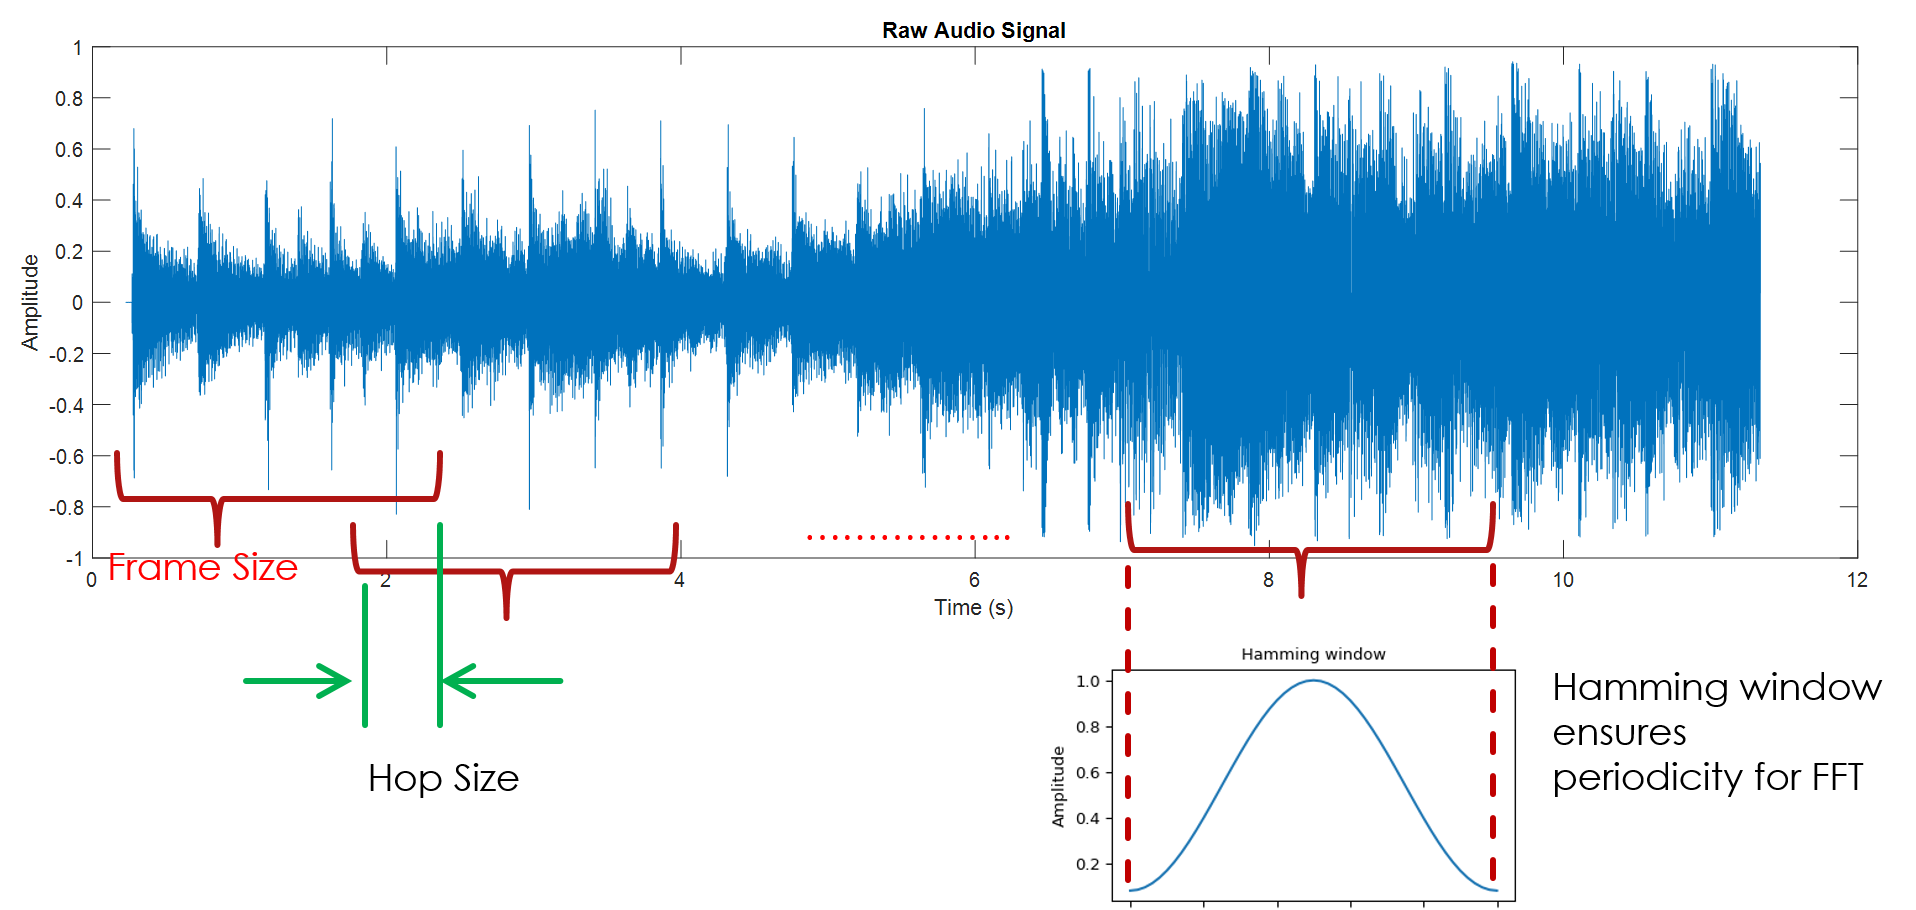 Raw Audio Signal
1
0.8
0.6
0.4
0.2
0
-0.2
-0.4
-0.6
-0.8
-1
Amplitude
0
2
4
6
8
10
12
Time (s)
Frame Size
Hop Size
Hamming window
1.0
0.8
0.6
0.4
0.2
Amplitude
Hamming window
ensures
periodicity for FFT